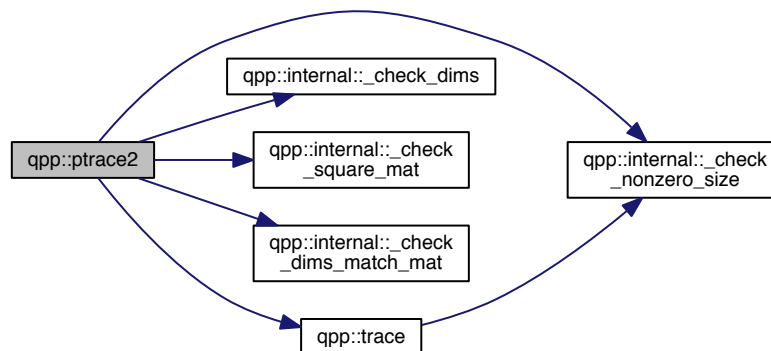 qpp::internal::_check_dims
qpp::ptrace2
qpp::internal::_check
_square_mat
qpp::internal::_check
_nonzero_size
qpp::internal::_check
_dims_match_mat
qpp::trace